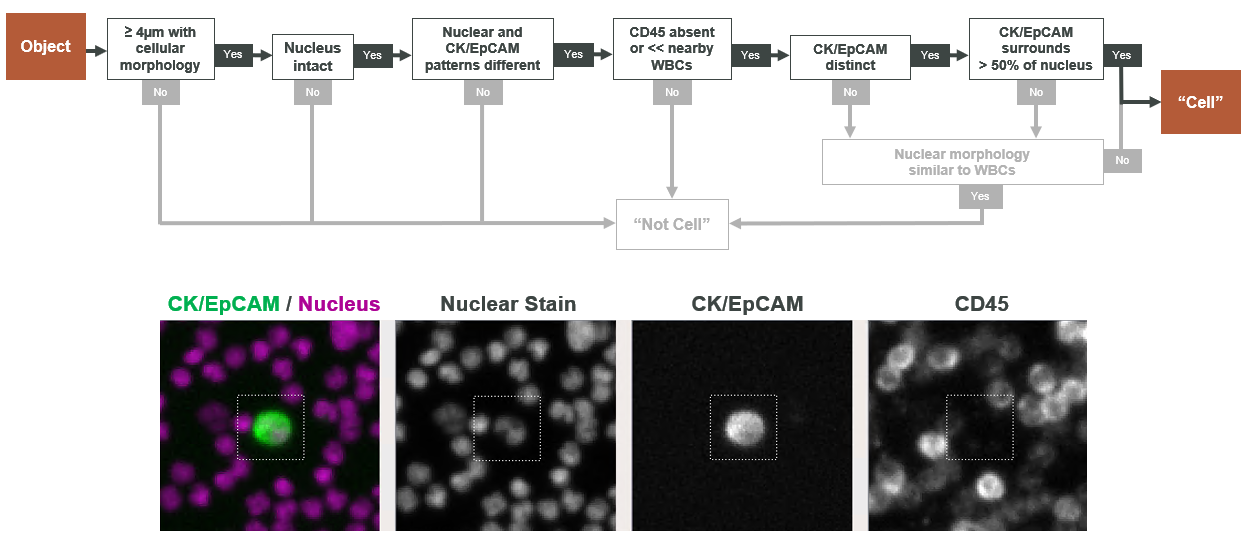 Object
≥ 4µm with
cellular
morphology
Yes
No
Nucleus
intact
Yes
No
Nuclear and
CK/EpCAM
patterns different
Yes
No
CD45 absent
or << nearby
WBCs
Yes
No
CK/EpCAM
distinct
Yes
No
CK/EpCAM
surrounds
> 50% of nucleus
Yes
No
“Cell”
Nuclear morphology
similar to WBCs
No
Yes
“Not Cell”
CK/EpCAM / Nucleus
Nuclear Stain
CK/EpCAM
CD45